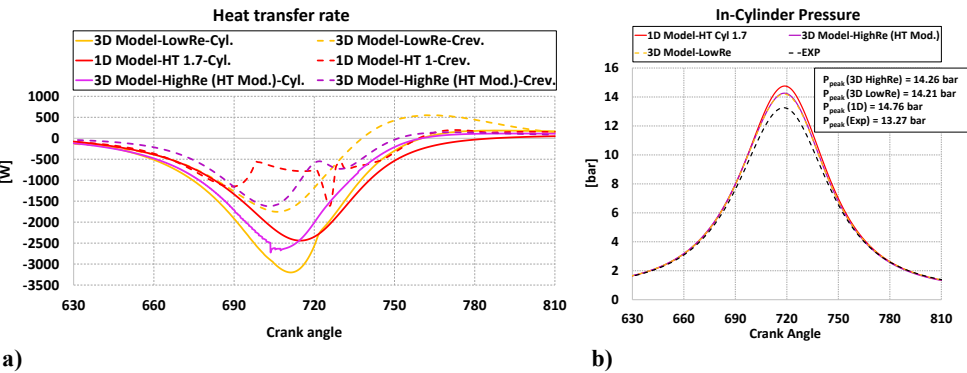 Heat transfer rate
3D Model-LowRe-Cyl.
3D Model-LowRe-Crev.
1D Model-HT 1.7-Cyl.
1D Model-HT 1-Crev.
3D Model-HighRe (HT Mod.)-Cyl.
3D Model-HighRe (HT Mod.)-Crev.
1000
500
0
-500
-1000
-1500
-2000
-2500
-3000
-3500
[W]
630 660 690 720 750 780 810
Crank angle
a)
In-Cylinder Pressure
1D Model-HT Cyl 1.7
3D Model-HighRe (HT Mod.)
3D Model-LowRe
EXP
16
14
12
10
8
6
4
2
0
[bar]
Ppeak (3D HighRe) = 14.26 bar
Ppeak (3D LowRe) = 14.21 bar
Ppeak (1D) = 14.76 bar
Ppeak (Exp) = 13.27 bar
630 660 690 720 750 780 810
Crank Angle
b)